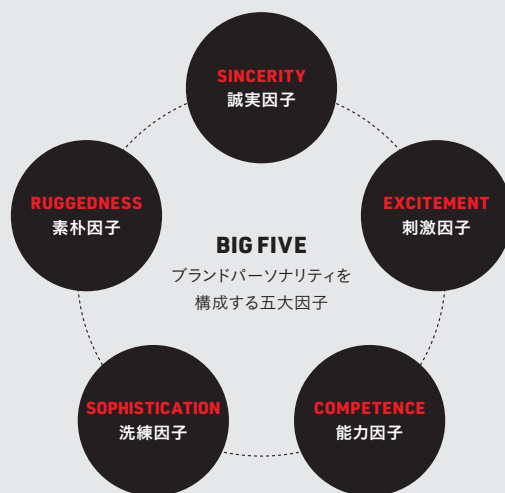 SINCERITY
誠実因子
RUGGEDNESS
素朴因子
EXCITEMENT
刺激因子
BIG FIVE
ブランドパーソナリティを
構成する五大因子
SOPHISTICATION
洗練因子
COMPETENCE
能力因子